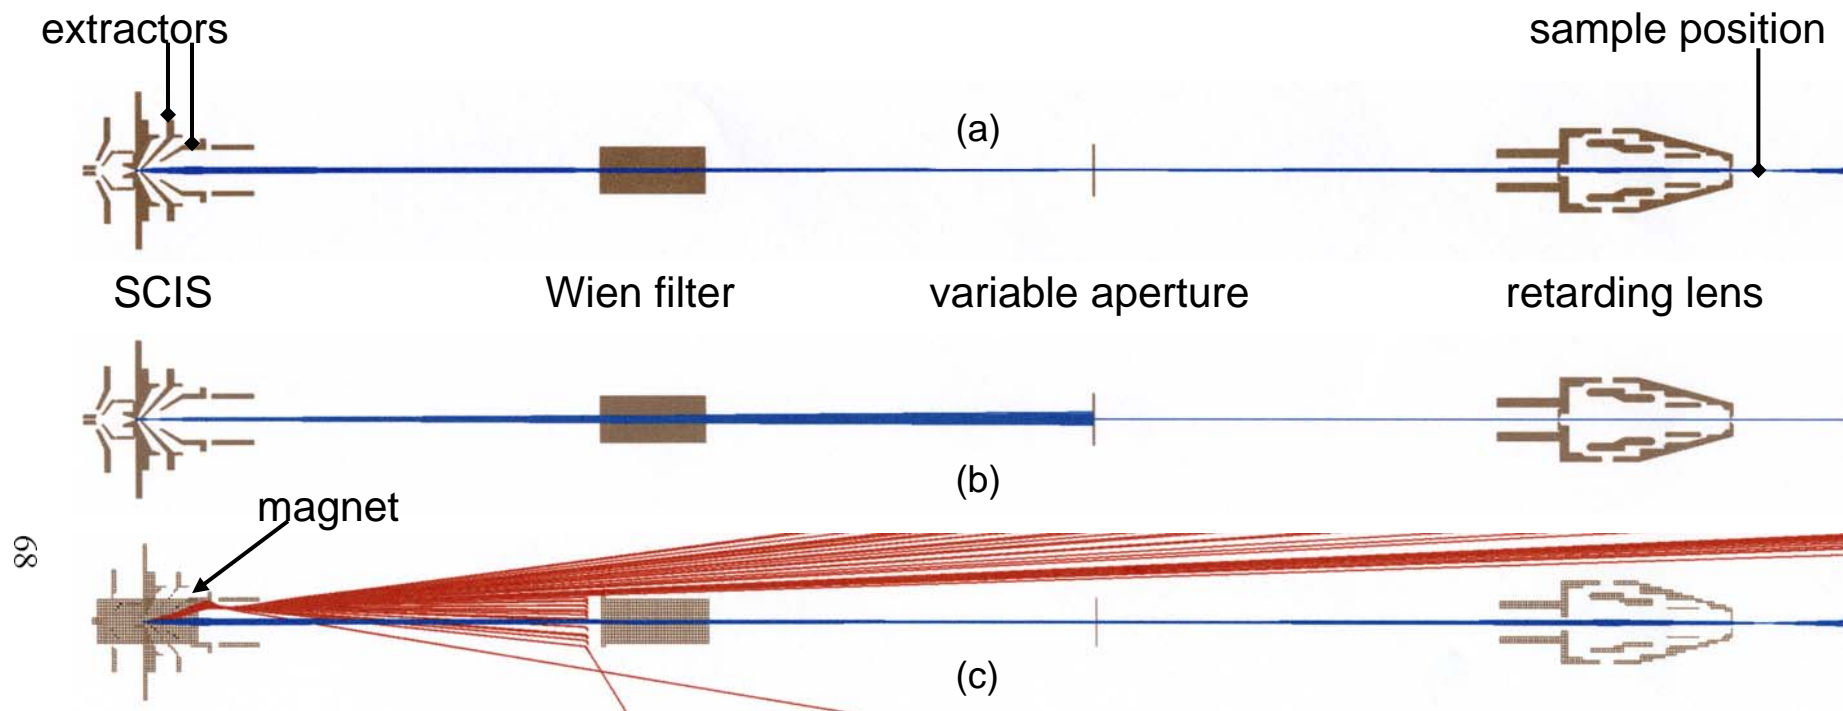 extractors
sample position
(a)
SCIS
Wien filter
variable aperture
retarding lens
(b)
magnet
68
(c)